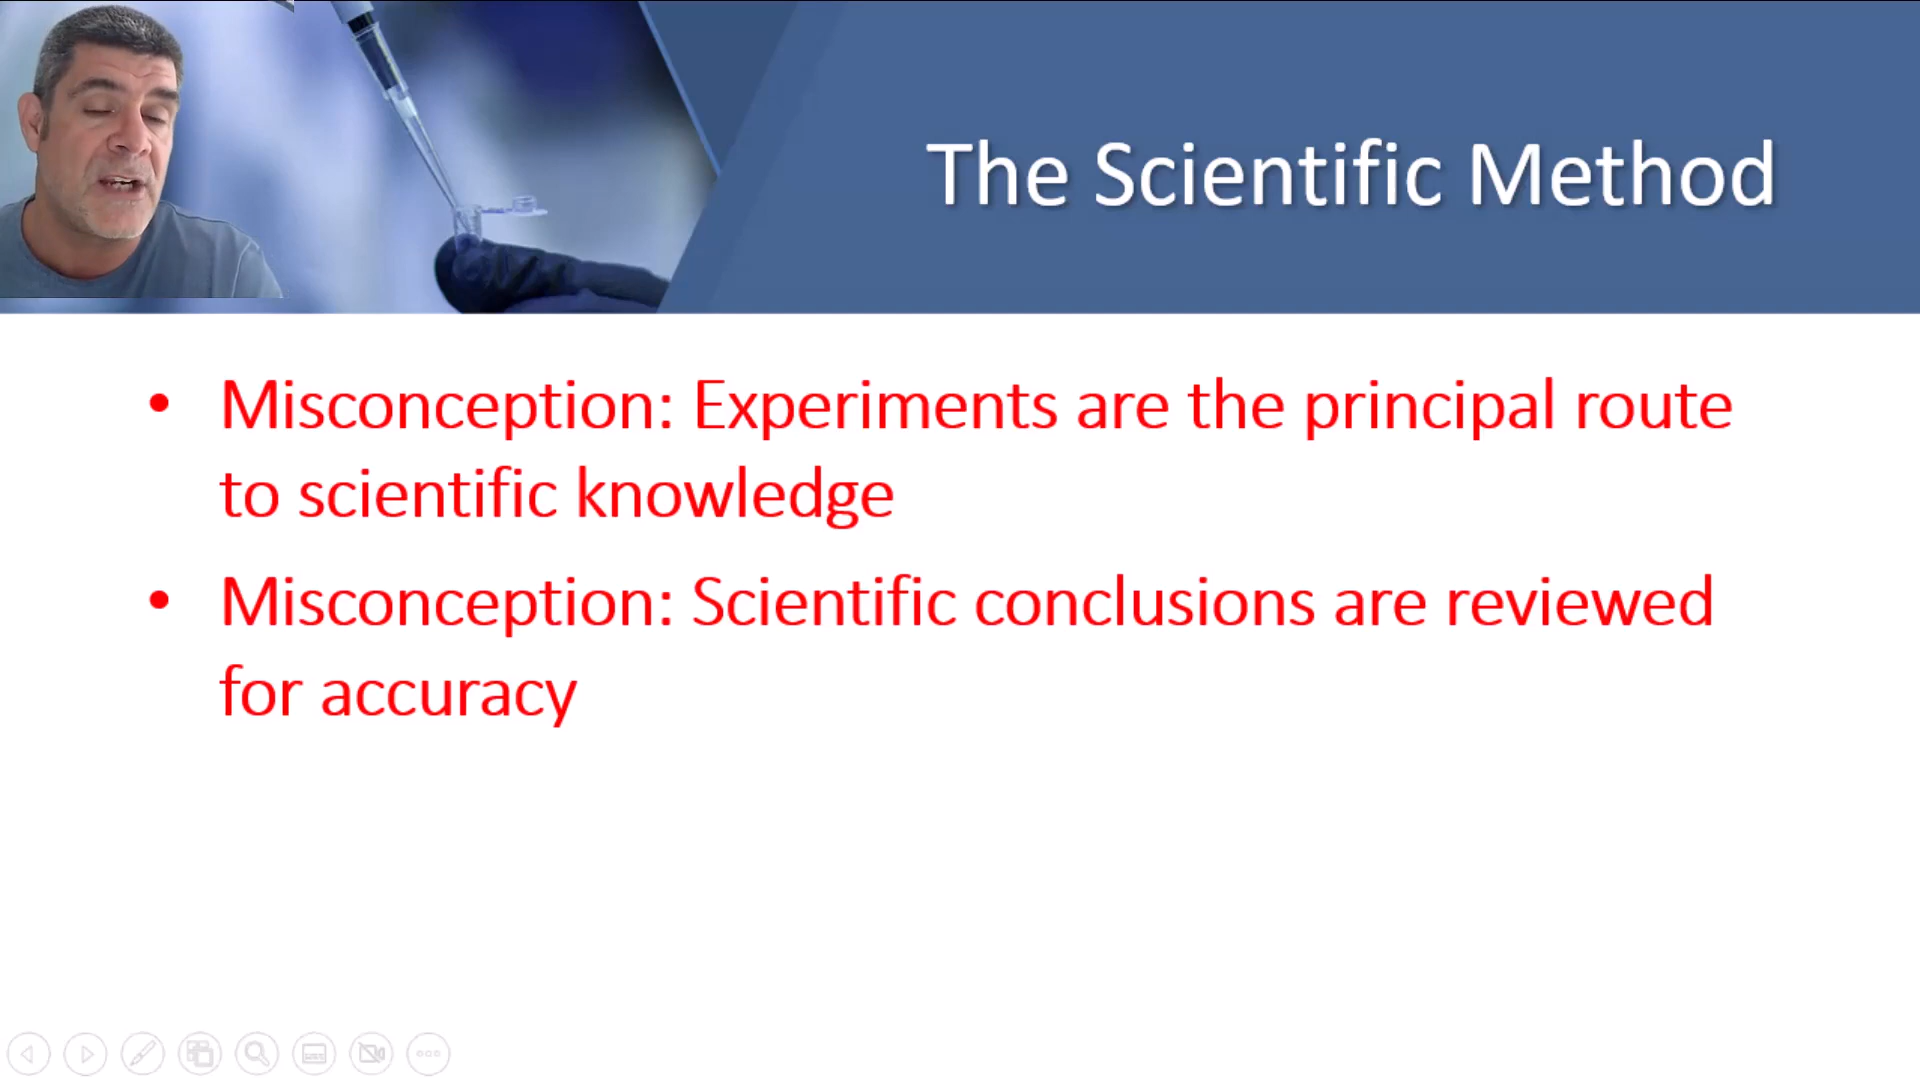 The Scientific Method
• Misconception: Experiments are the principal route
to scientific knowledge
• Misconception: Scientific conclusions are reviewed
for accuracy